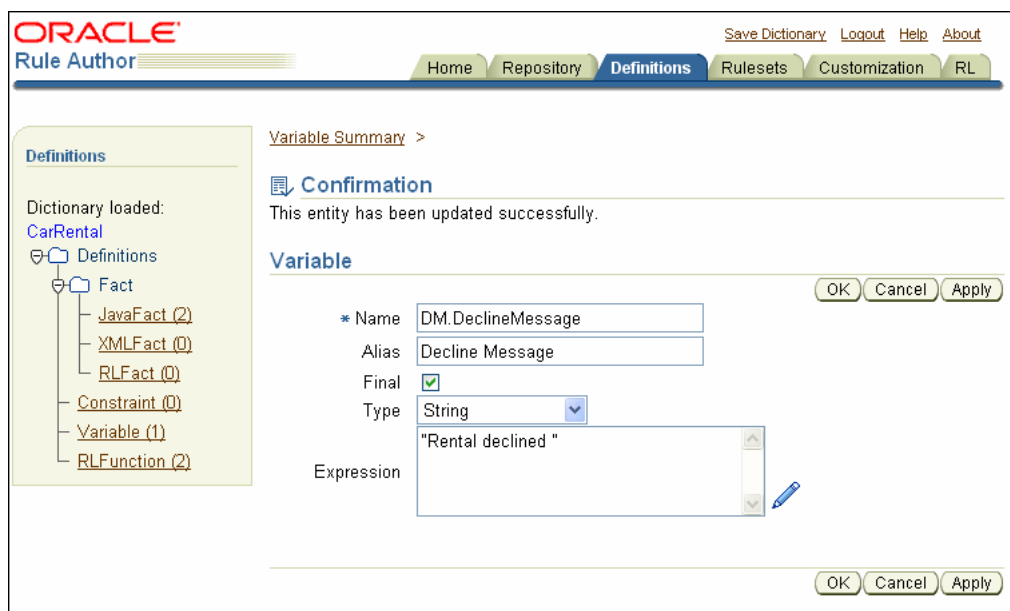 ORACLE
Rule Author
Save Dictionary Logout Help About
Home Repository Definitions Rulesets Customization RL
Definitions
Dictionary loaded:
CarRental
Definitions
Fact
JavaFact (2)
XMLFact (0)
RLFact (0)
Constraint (0)
Variable (1)
RLFunction (2)
Variable Summary >
Confirmation
This entity has been updated successfully.
Variable
OK Cancel Apply
* Name DM.DeclineMessage
Alias Decline Message
Final
Type String
Expression "Rental declined "
OK Cancel Apply